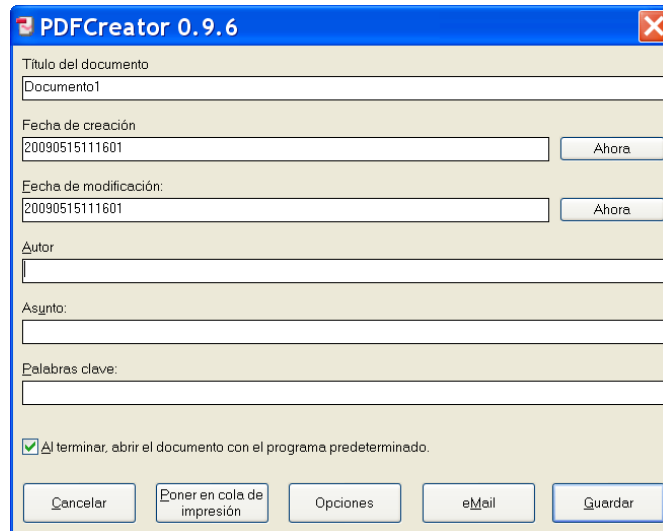 PDFCreator 0.9.6
Título del documento
Documento1
Fecha de creación
20090515111601
Ahora
Fecha de modificación:
20090515111601
Ahora
Autor
Asunto:
Palabras clave:
Al terminar, abrir el documento con el programa predeterminado.
Cancelar
Poner en cola de
impresión
Opciones
eMail
Guardar